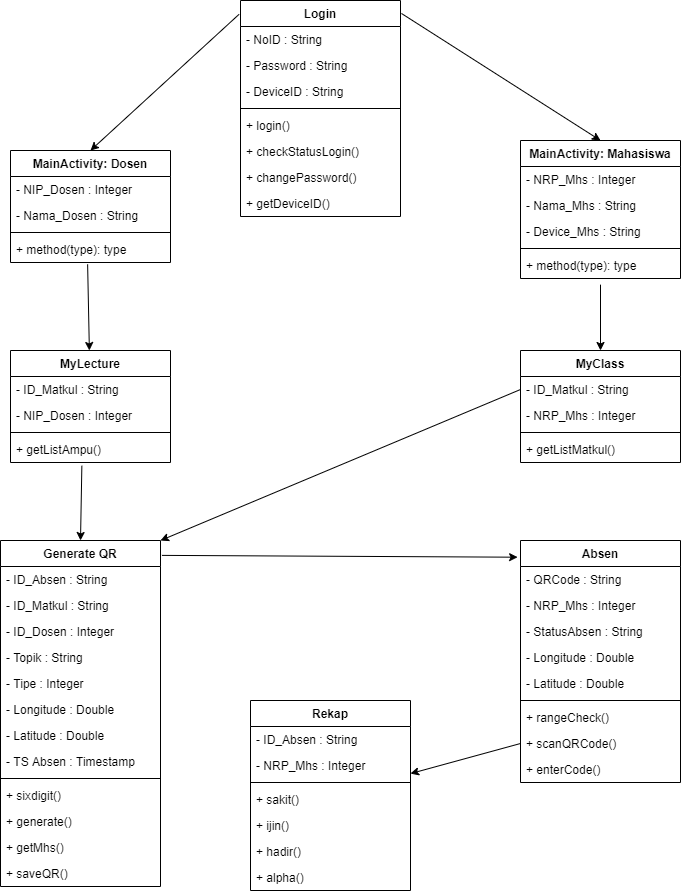 Login
- NoID : String
- Password : String
- DeviceID : String
+ login()
+ checkStatusLogin()
+ changePassword()
+ getDeviceID()
MainActivity: Dosen
- NIP_Dosen : Integer
- Nama_Dosen : String
+ method(type): type
MainActivity: Mahasiswa
- NRP_Mhs : Integer
- Nama_Mhs : String
- Device_Mhs : String
+ method(type): type
MyLecture
- ID_Matkul : String
- NIP_Dosen : Integer
+ getListAmpu()
MyClass
- ID_Matkul : String
- NRP_Mhs : Integer
+ getListMatkul()
Generate QR
- ID_Absen : String
- ID_Matkul : String
- ID_Dosen : Integer
- Topik : String
- Tipe : Integer
- Longitude : Double
- Latitude : Double
- TS Absen : Timestamp
+ sixdigit()
+ generate()
+ getMhs()
+ saveQR()
Absen
- QRCode : String
- NRP_Mhs : Integer
- StatusAbsen : String
- Longitude : Double
- Latitude : Double
+ rangeCheck()
+ scanQRCode()
+ enterCode()
Rekap
- ID_Absen : String
- NRP_Mhs : Integer
+ sakit()
+ ijin()
+ hadir()
+ alpha()